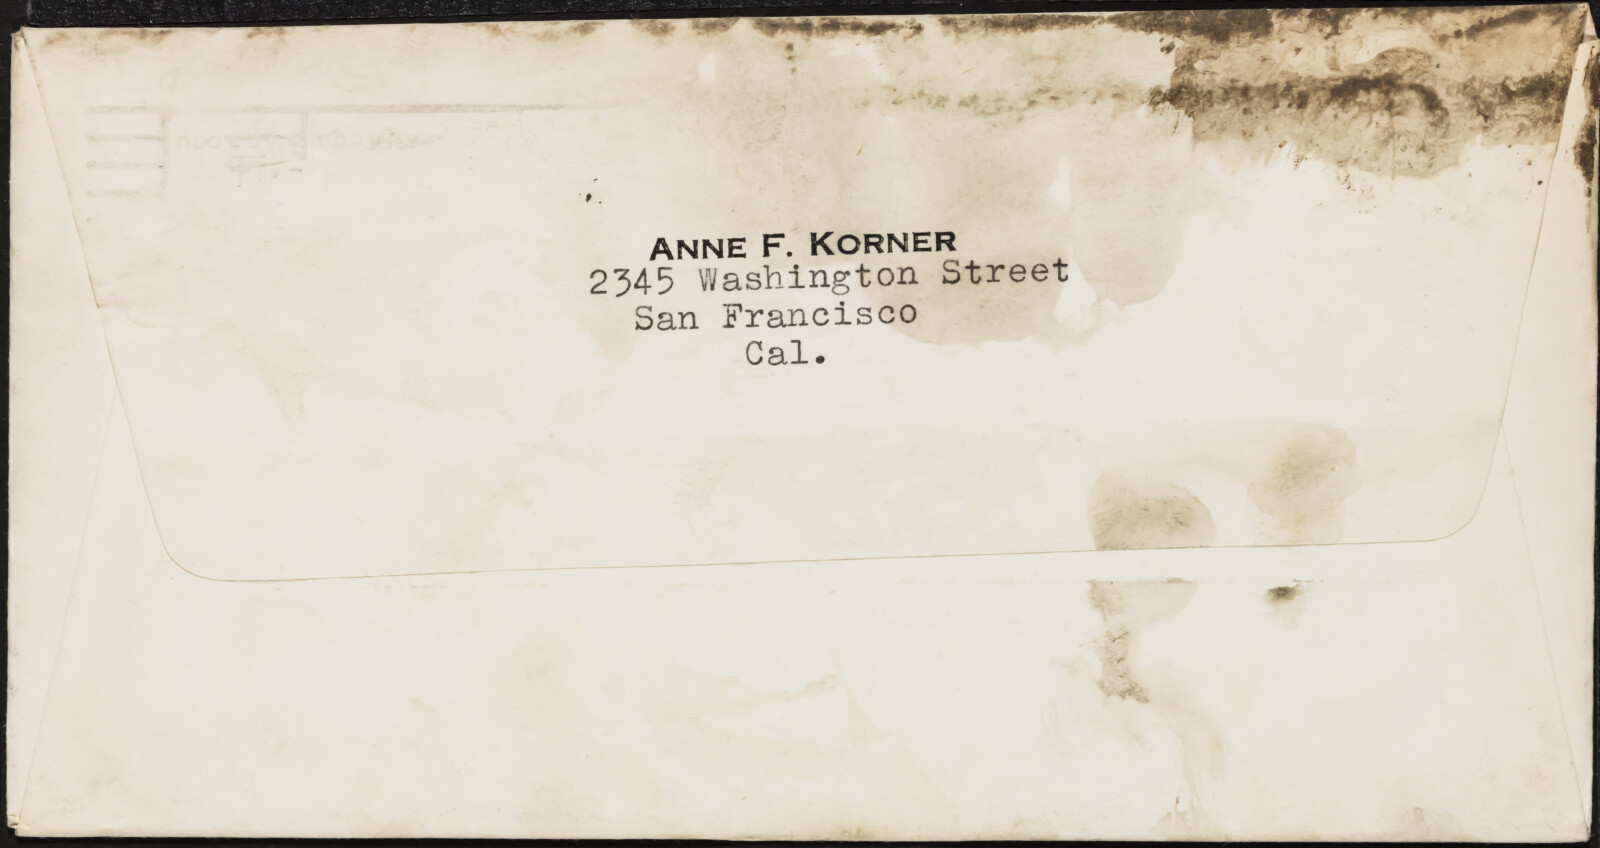 ANNE F. KORNER
2345 Washington Street
San Francisco
Cal.